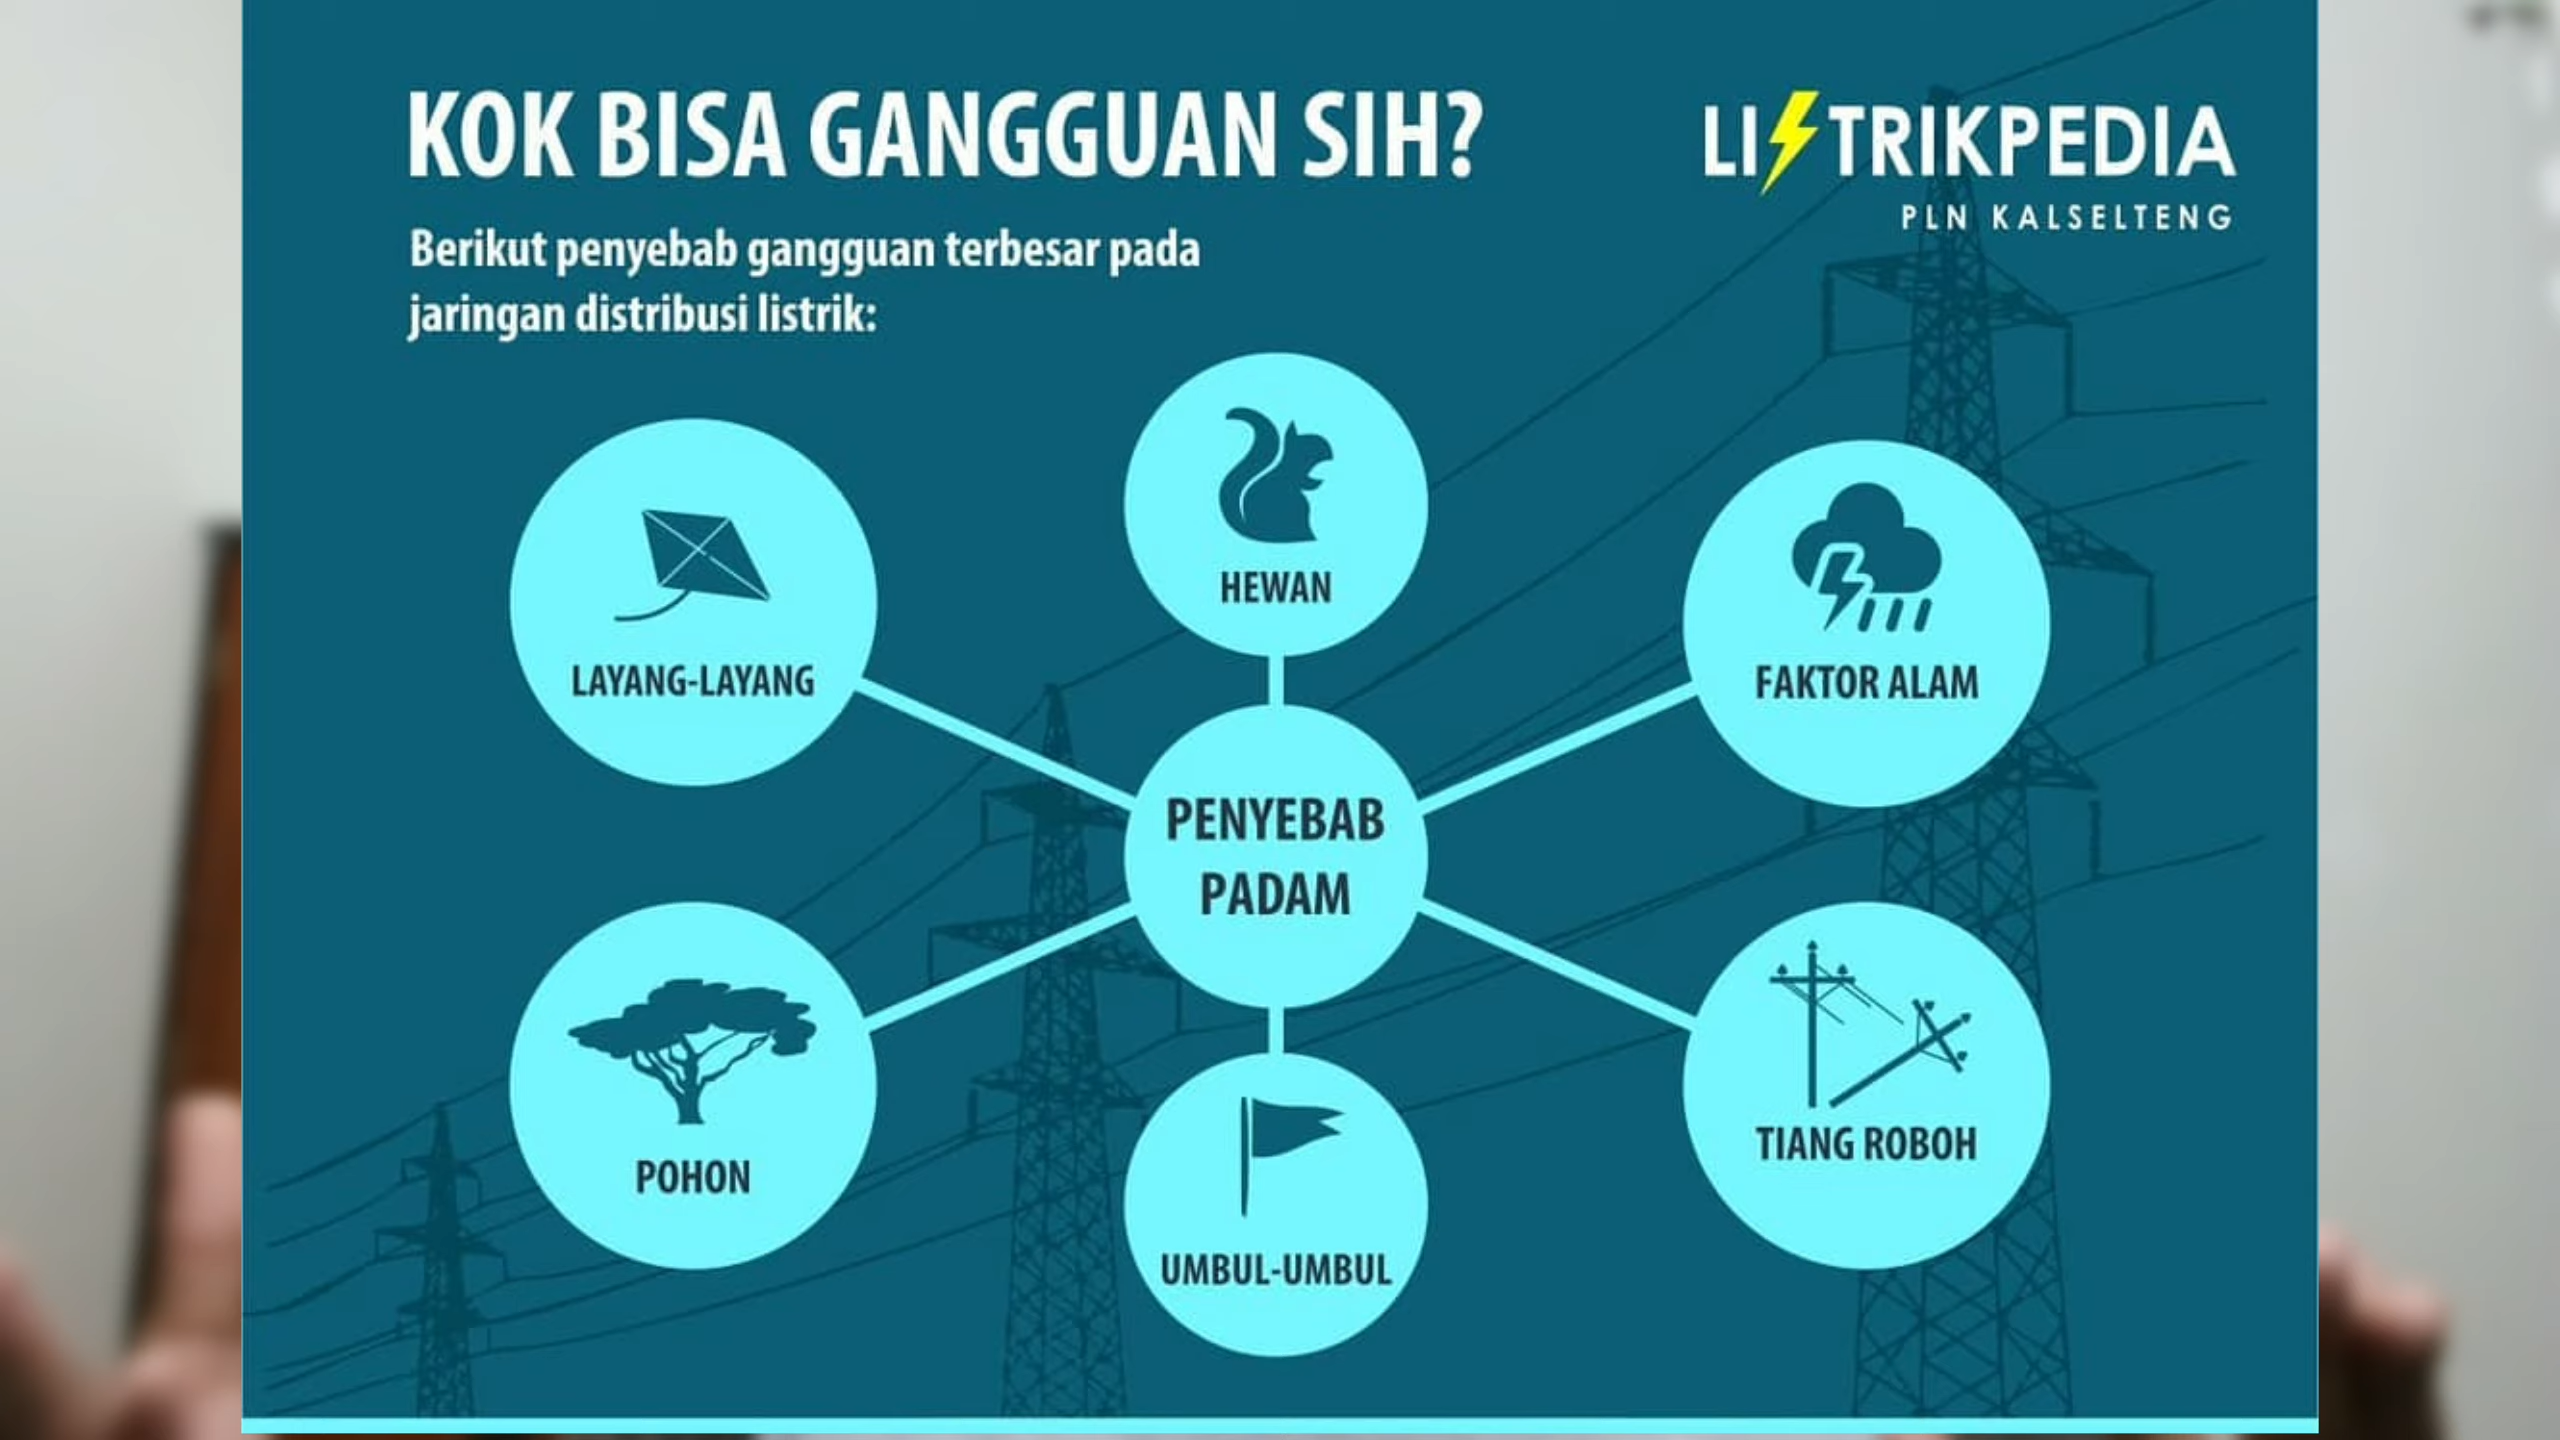 KOK BISA GANGGUAN SIH?
LISTRIKPEDIA
PLN KALSELTENG
Berikut penyebab gangguan terbesar pada
jaringan distribusi listrik:
HEWAN
LAYANG-LAYANG
FAKTOR ALAM
PENYEBAB
PADAM
POHON
TIANG ROBOH
UMBUL-UMBUL